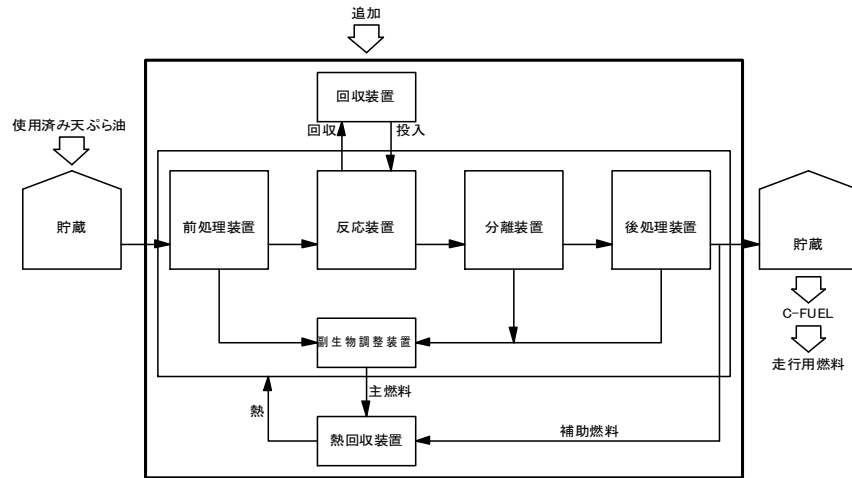 追加
回収装置
回収
投入
使用済み天ぷら油
貯蔵
前処理装置
反応装置
分離装置
後処理装置
貯蔵
C-FUEL
走行用燃料
副生物調整装置
主燃料
熱
熱回収装置
補助燃料